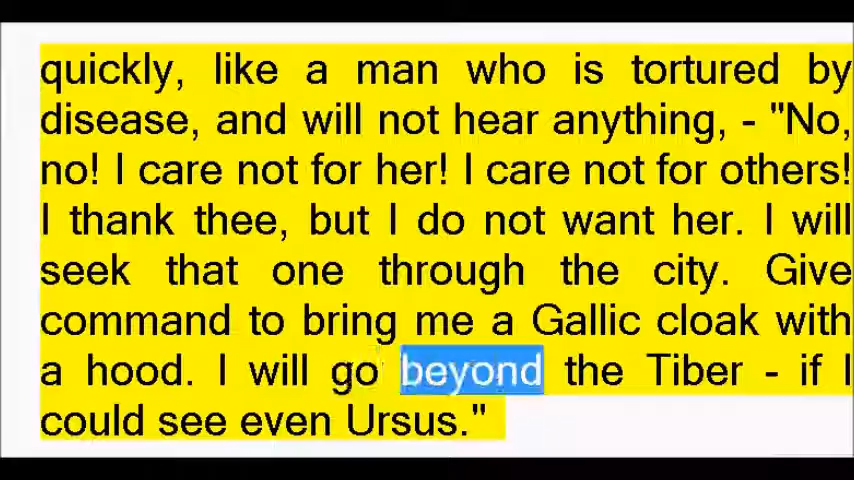 quickly, like a man who is tortured by
disease, and will not hear anything, - "No,
no! I care not for her! I care not for others!
I thank thee, but I do not want her. I will
seek that one through the city. Give
command to bring me a Gallic cloak with
a hood. I will go beyond the Tiber - if I
could see even Ursus."